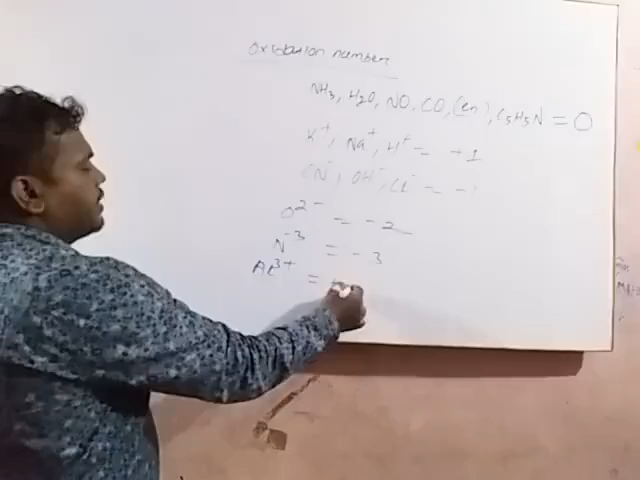 Oxidation number
NH3, H2O, NO, CO, (en), C5H5N = 0
K+, Na+, H+ = +1
CN-, OH-, Cl- = -1
O2- = -2
N-3 = -3
Al3+ =